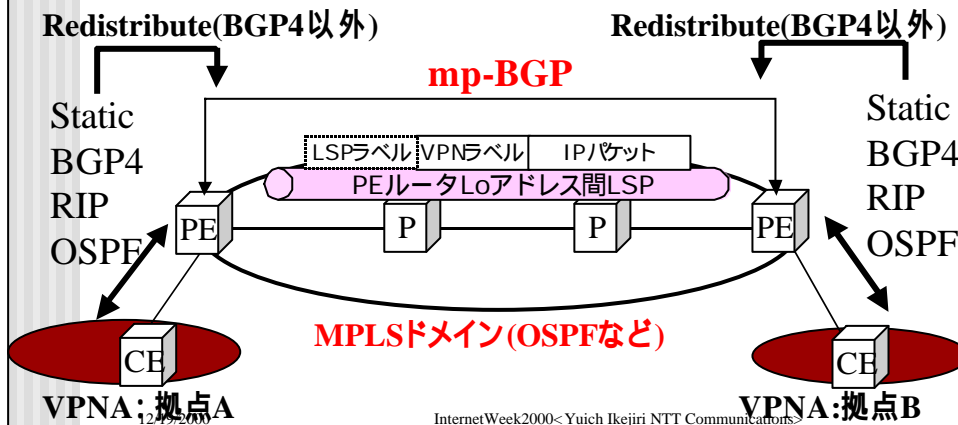 Redistribute(BGP4以外)
Redistribute(BGP4以外)
mp-BGP
Static
BGP4
RIP
OSPF
Static
BGP4
RIP
OSPF
LSPラベル
VPNラベル
IPパケット
PEルータLoアドレス間LSP
PE
P
P
PE
MPLSドメイン(OSPFなど)
CE
CE
VPNA:拠点A
VPNA:拠点B
12/19/2000
InternetWeek2000<Yuich Ikejiri NTT Communications>